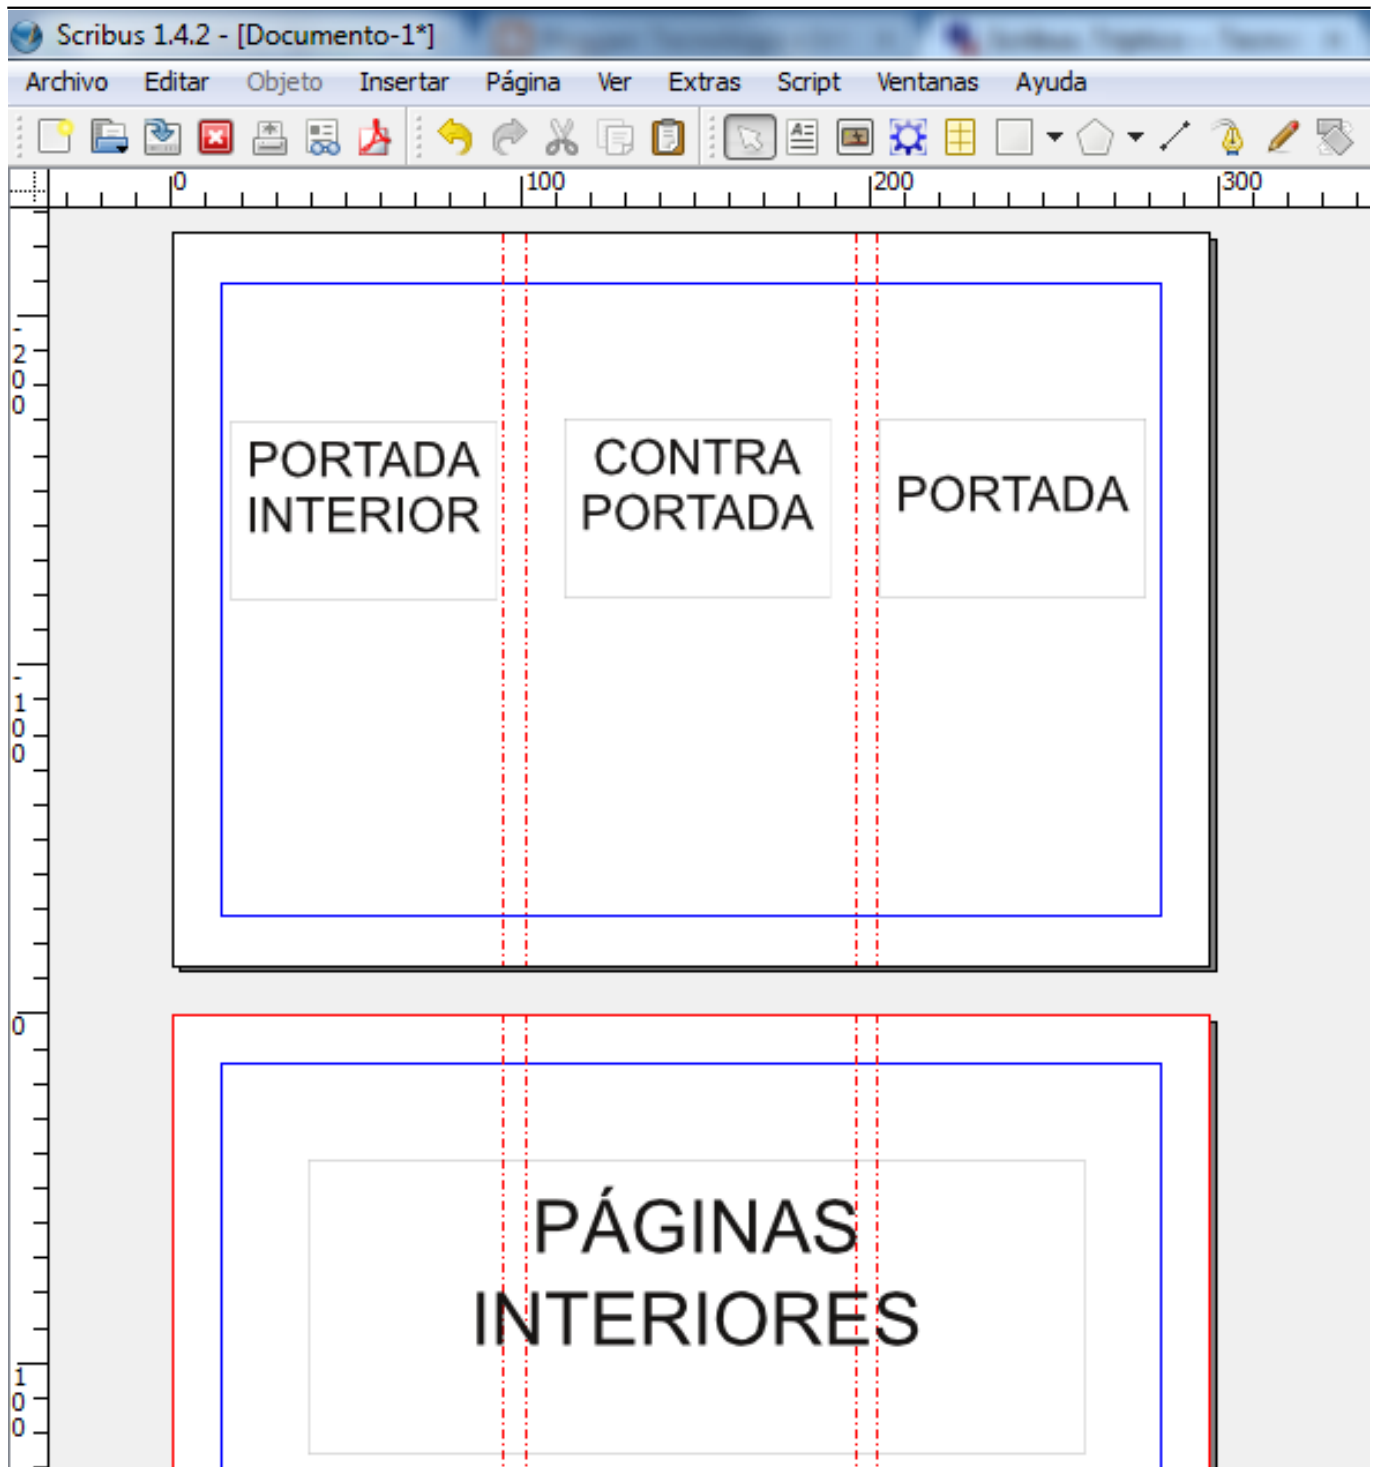 Scribus 1.4.2 - [Documento-1*]
Archivo Editar Objeto Insertar Página Ver Extras Script Ventanas Ayuda
0 100 200 300
-200
PORTADA
INTERIOR
CONTRA
PORTADA
PORTADA
-100
0
PÁGINAS
INTERIORES
100